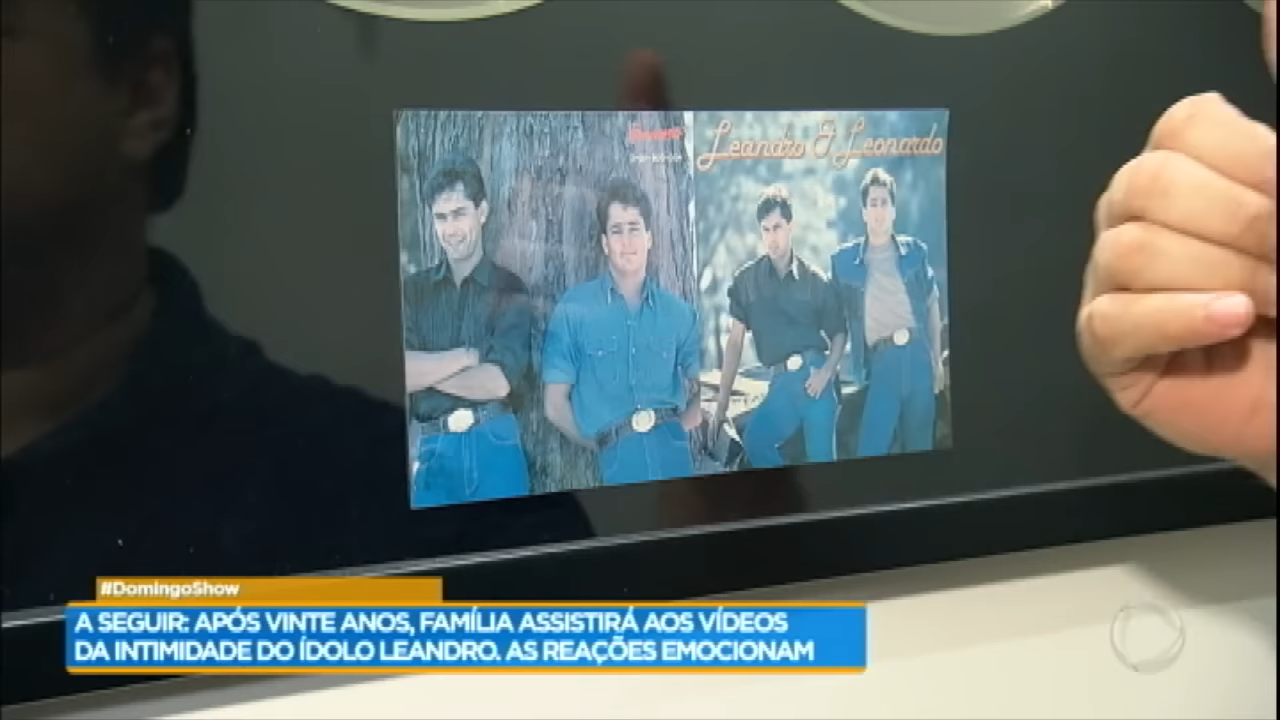 Leandro & Leonardo
#DomingoShow
A SEGUIR: APÓS VINTE ANOS, FAMÍLIA ASSISTIRÁ AOS VÍDEOS
DA INTIMIDADE DO ÍDOLO LEANDRO. AS REAÇÕES EMOCIONAM